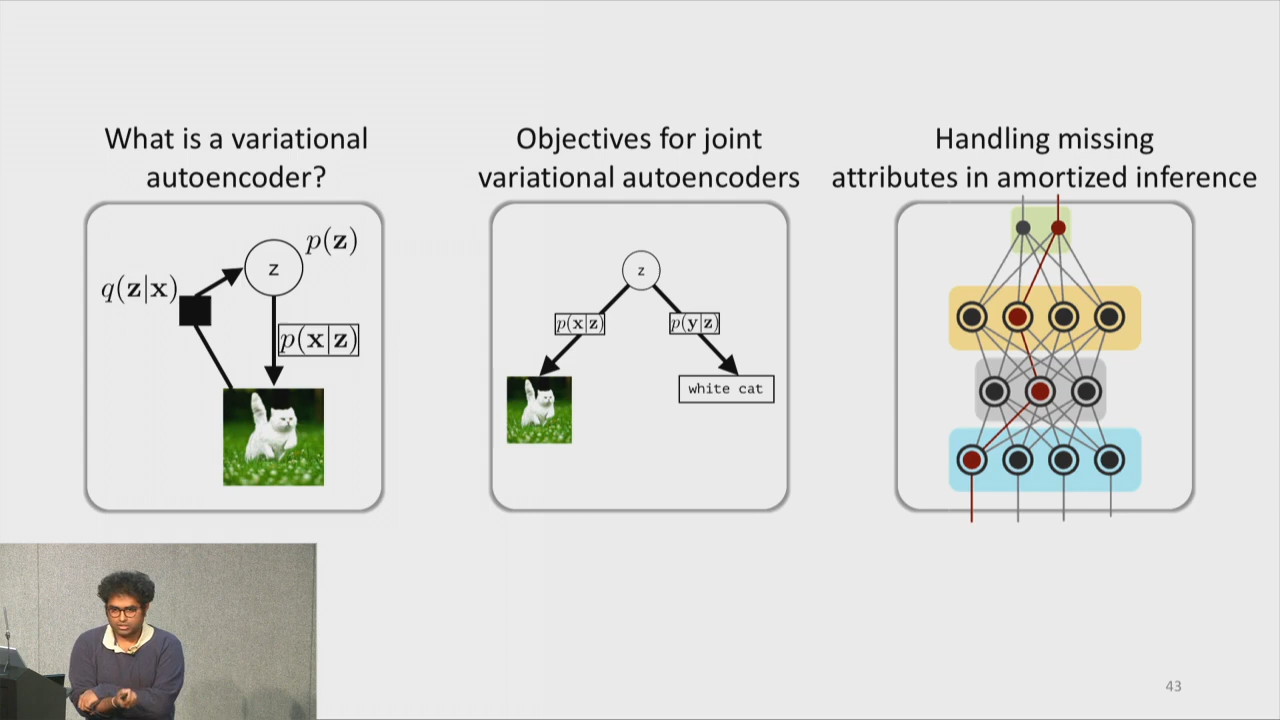 What is a variational
autoencoder?
Objectives for joint
variational autoencoders
Handling missing
attributes in amortized inference
p(z)
z
q(z|x)
p(x|z)
z
p(x|z)
p(y|z)
white cat
43